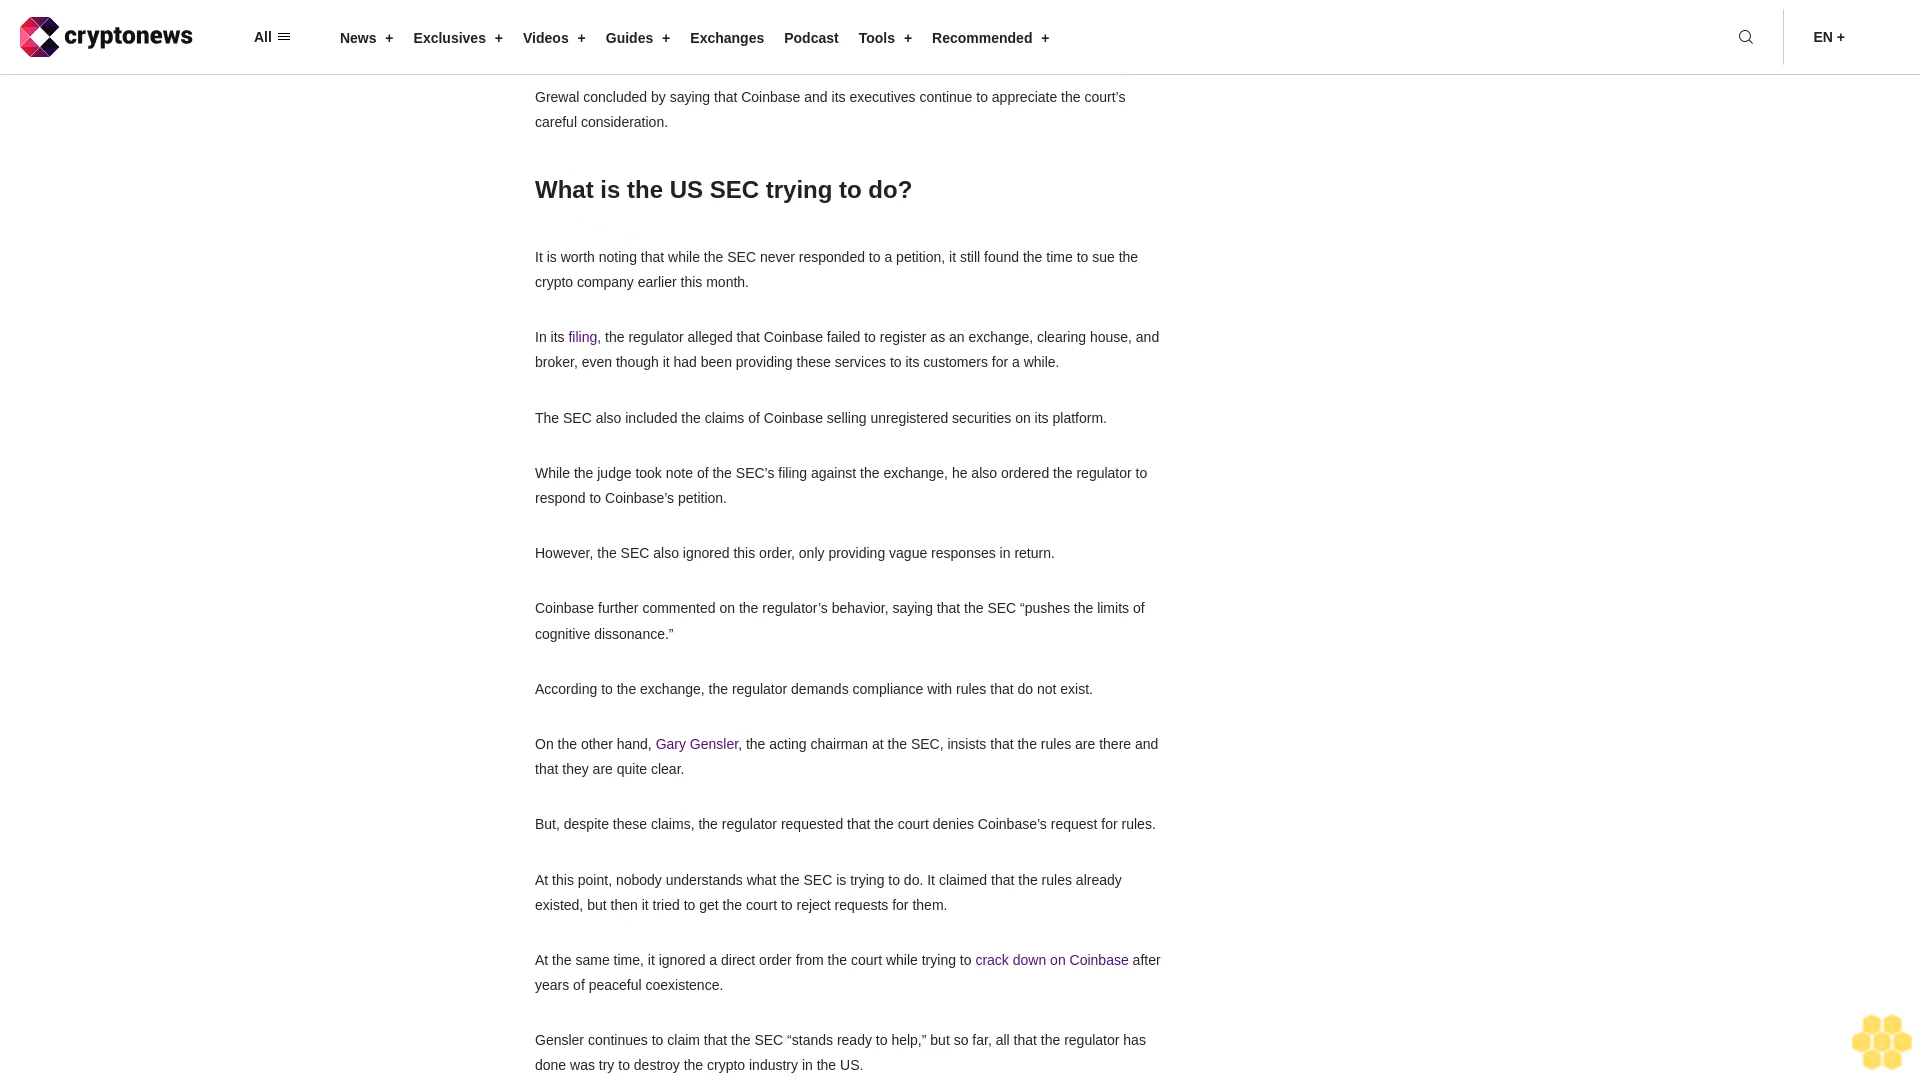 cryptonews All News + Exclusives + Videos + Guides + Exchanges Podcast Tools + Recommended + EN +
Grewal concluded by saying that Coinbase and its executives continue to appreciate the court’s
careful consideration.
What is the US SEC trying to do?
It is worth noting that while the SEC never responded to a petition, it still found the time to sue the
crypto company earlier this month.
In its filing, the regulator alleged that Coinbase failed to register as an exchange, clearing house, and
broker, even though it had been providing these services to its customers for a while.
The SEC also included the claims of Coinbase selling unregistered securities on its platform.
While the judge took note of the SEC’s filing against the exchange, he also ordered the regulator to
respond to Coinbase’s petition.
However, the SEC also ignored this order, only providing vague responses in return.
Coinbase further commented on the regulator’s behavior, saying that the SEC “pushes the limits of
cognitive dissonance.”
According to the exchange, the regulator demands compliance with rules that do not exist.
On the other hand, Gary Gensler, the acting chairman at the SEC, insists that the rules are there and
that they are quite clear.
But, despite these claims, the regulator requested that the court denies Coinbase’s request for rules.
At this point, nobody understands what the SEC is trying to do. It claimed that the rules already
existed, but then it tried to get the court to reject requests for them.
At the same time, it ignored a direct order from the court while trying to crack down on Coinbase after
years of peaceful coexistence.
Gensler continues to claim that the SEC “stands ready to help,” but so far, all that the regulator has
done was try to destroy the crypto industry in the US.